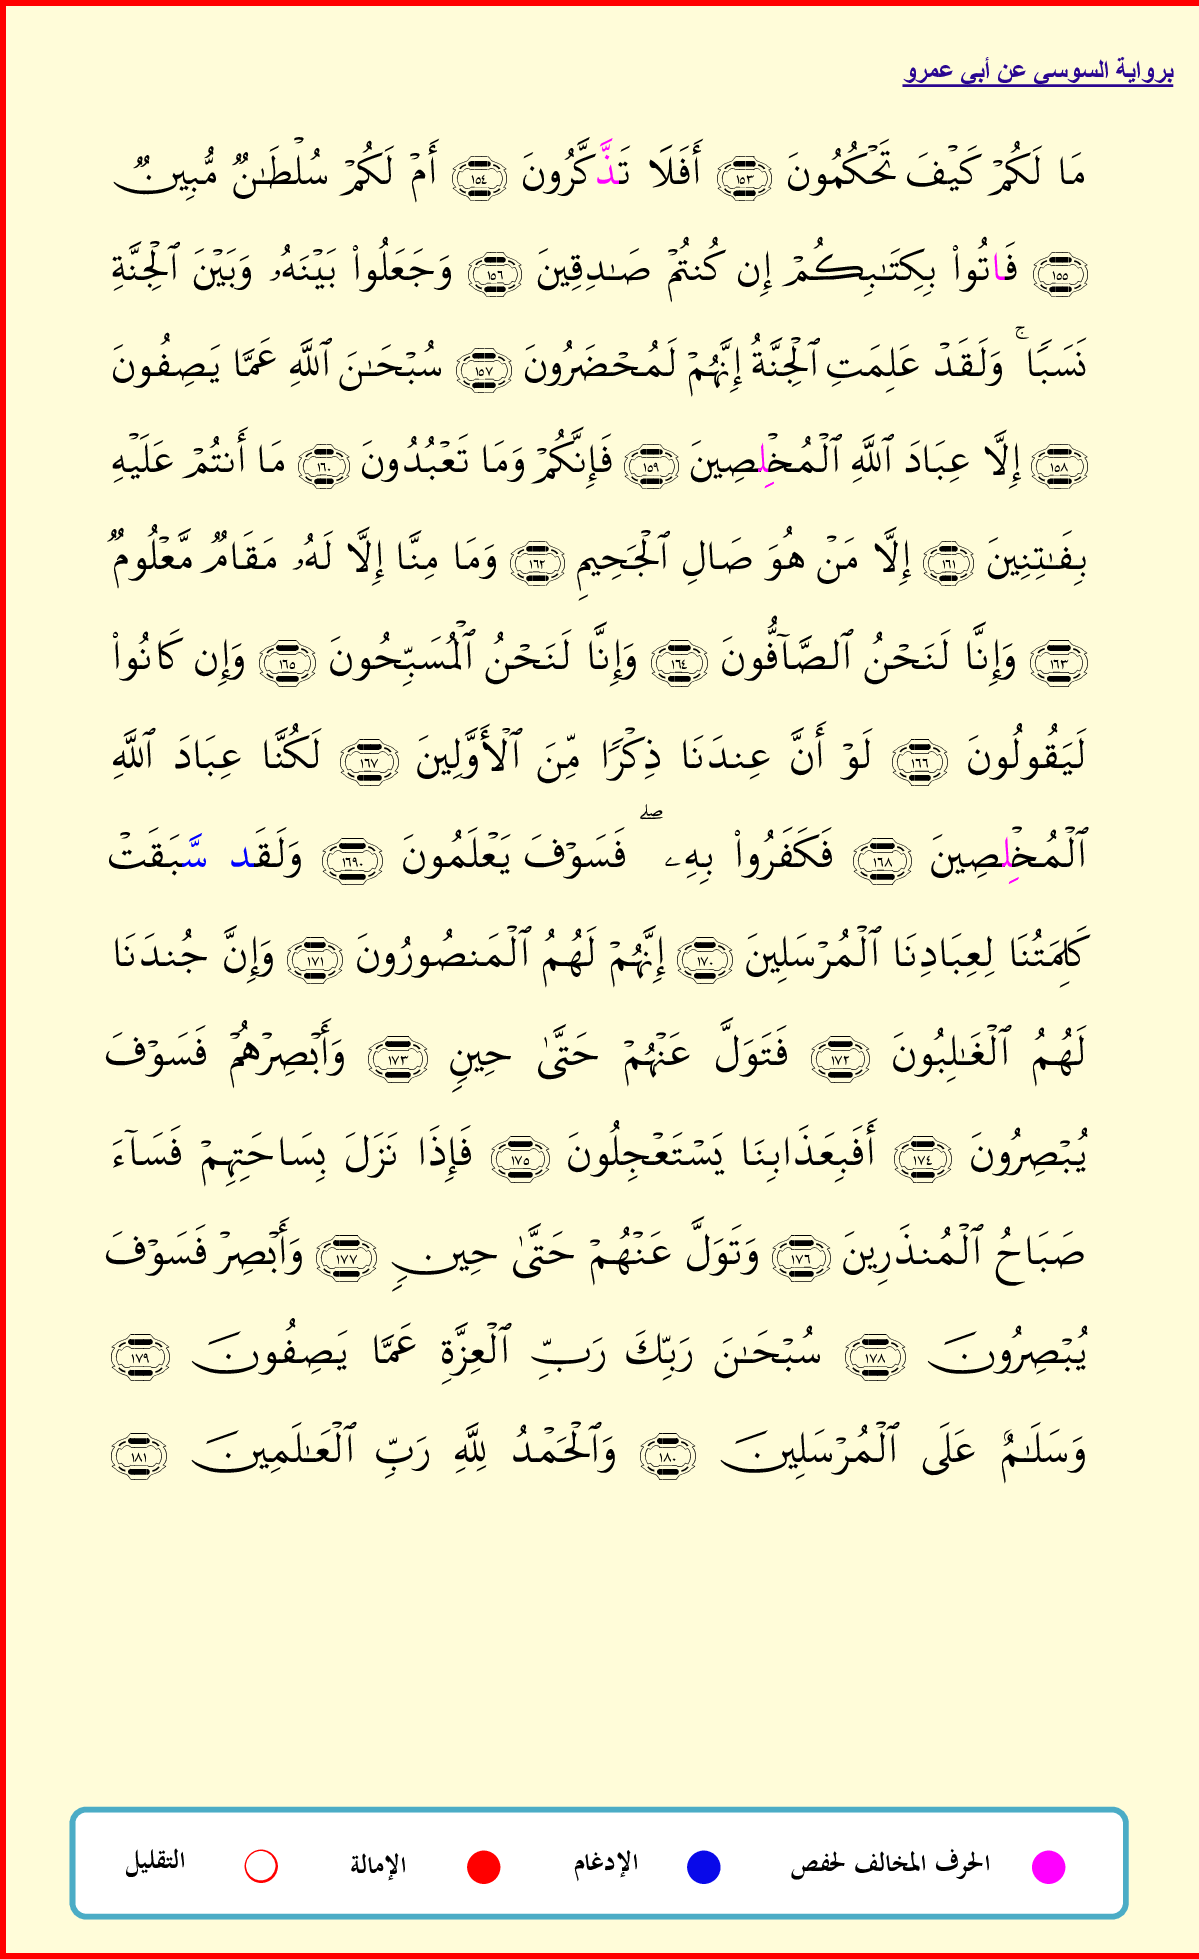 برواية السوسي عن أبي عمرو
مَا لَكُمۡ كَيۡفَ تَحۡكُمُونَ ١٥٣ أَفَلَا تَذَّكَّرُونَ ١٥٤ أَمۡ لَكُمۡ سُلۡطَٰنٞ مُّبِينٞ
١٥٥ فَاتُواْ بِكِتَٰبِكُمۡ إِن كُنتُمۡ صَٰدِقِينَ ١٥٦ وَجَعَلُواْ بَيۡنَهُۥ وَبَيۡنَ ٱلۡجِنَّةِ
نَسَبٗاۚ وَلَقَدۡ عَلِمَتِ ٱلۡجِنَّةُ إِنَّهُمۡ لَمُحۡضَرُونَ ١٥٧ سُبۡحَٰنَ ٱللَّهِ عَمَّا يَصِفُونَ
١٥٨ إِلَّا عِبَادَ ٱللَّهِ ٱلۡمُخۡلِصِينَ ١٥٩ فَإِنَّكُمۡ وَمَا تَعۡبُدُونَ ١٦٠ مَا أَنتُمۡ عَلَيۡهِ
بِفَٰتِنِينَ ١٦١ إِلَّا مَنۡ هُوَ صَالِ ٱلۡجَحِيمِ ١٦٢ وَمَا مِنَّا إِلَّا لَهُۥ مَقَامٞ مَّعۡلُومٞ
١٦٣ وَإِنَّا لَنَحۡنُ ٱلصَّآفُّونَ ١٦٤ وَإِنَّا لَنَحۡنُ ٱلۡمُسَبِّحُونَ ١٦٥ وَإِن كَانُواْ
لَيَقُولُونَ ١٦٦ لَوۡ أَنَّ عِندَنَا ذِكۡرٗا مِّنَ ٱلۡأَوَّلِينَ ١٦٧ لَكُنَّا عِبَادَ ٱللَّهِ
ٱلۡمُخۡلِصِينَ ١٦٨ فَكَفَرُواْ بِهِۦۖ فَسَوۡفَ يَعۡلَمُونَ ١٦٩٠ وَلَقَد سَّبَقَتۡ
كَلِمَتُنَا لِعِبَادِنَا ٱلۡمُرۡسَلِينَ ١٧٠ إِنَّهُمۡ لَهُمُ ٱلۡمَنصُورُونَ ١٧١ وَإِنَّ جُندَنَا
لَهُمُ ٱلۡغَٰلِبُونَ ١٧٢ فَتَوَلَّ عَنۡهُمۡ حَتَّىٰ حِينٖ ١٧٣ وَأَبۡصِرۡهُمۡ فَسَوۡفَ
يُبۡصِرُونَ ١٧٤ أَفَبِعَذَابِنَا يَسۡتَعۡجِلُونَ ١٧٥ فَإِذَا نَزَلَ بِسَاحَتِهِمۡ فَسَآءَ
صَبَاحُ ٱلۡمُنذَرِينَ ١٧٦ وَتَوَلَّ عَنۡهُمۡ حَتَّىٰ حِينٖ ١٧٧ وَأَبۡصِرۡ فَسَوۡفَ
يُبۡصِرُونَ ١٧٨ سُبۡحَٰنَ رَبِّكَ رَبِّ ٱلۡعِزَّةِ عَمَّا يَصِفُونَ ١٧٩
وَسَلَٰمٌ عَلَى ٱلۡمُرۡسَلِينَ ١٨٠ وَٱلۡحَمۡدُ لِلَّهِ رَبِّ ٱلۡعَٰلَمِينَ ١٨١
الحرف المخالف لحفص الإدغام الإمالة التقليل